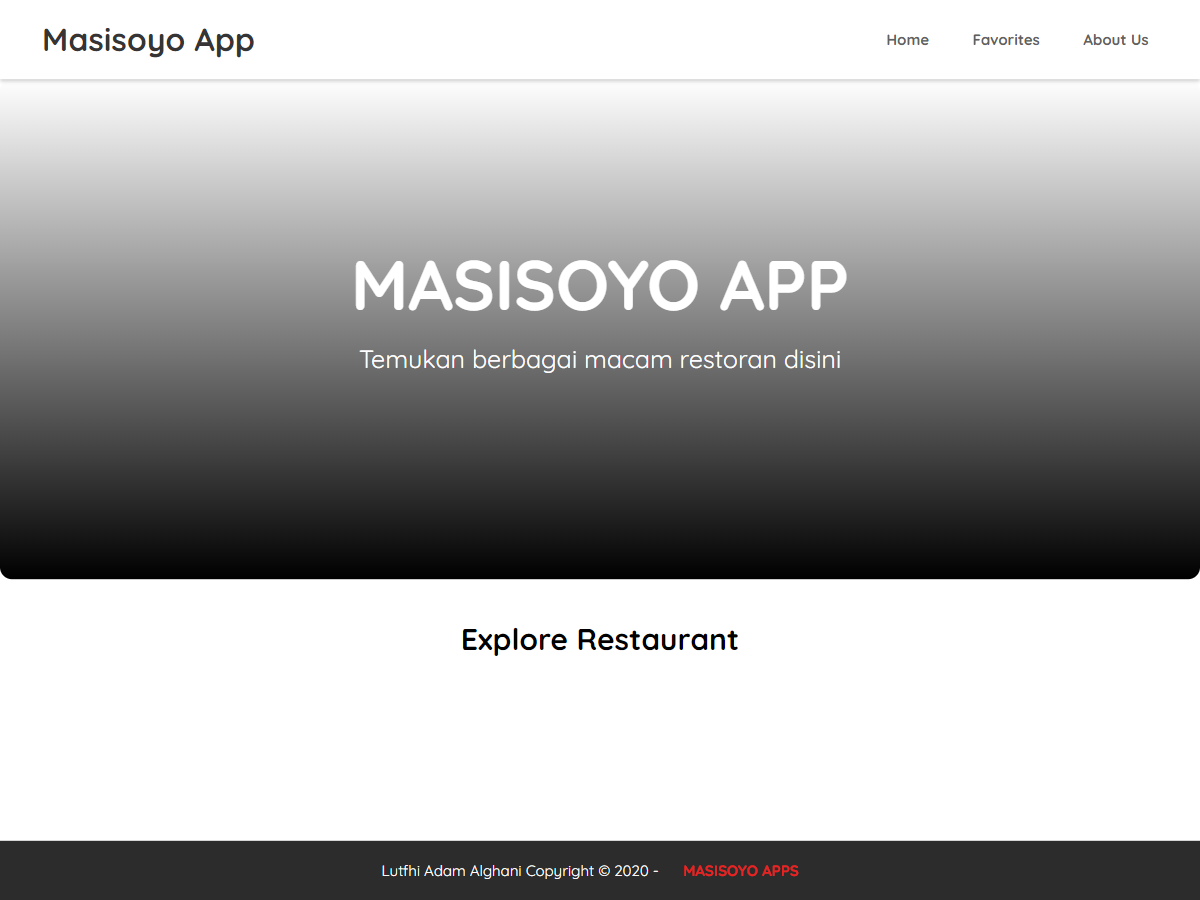 Masisoyo App
Home Favorites About Us
MASISOYO APP
Temukan berbagai macam restoran disini
Explore Restaurant
Lutfhi Adam Alghani Copyright © 2020 - MASISOYO APPS